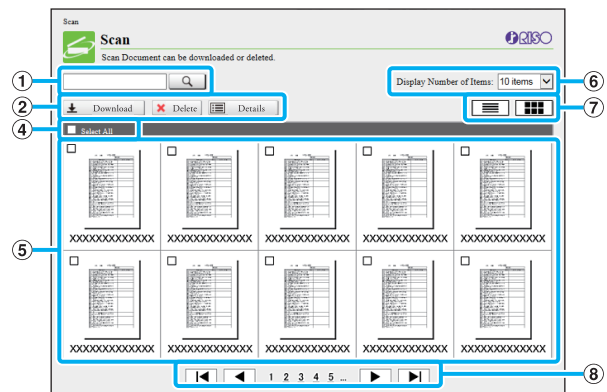 Scan
Scan
RISO
Scan Document can be downloaded or deleted.
1
Display Number of Items: 10 items
6
2
Download
Delete
Details
7
4
Select All
5
XXXXXXXXXXXXX XXXXXXXXXXXXX XXXXXXXXXXXXX XXXXXXXXXXXXX XXXXXXXXXXXXX
XXXXXXXXXXXXX XXXXXXXXXXXXX XXXXXXXXXXXXX XXXXXXXXXXXXX XXXXXXXXXXXXX
1 2 3 4 5 ...
8